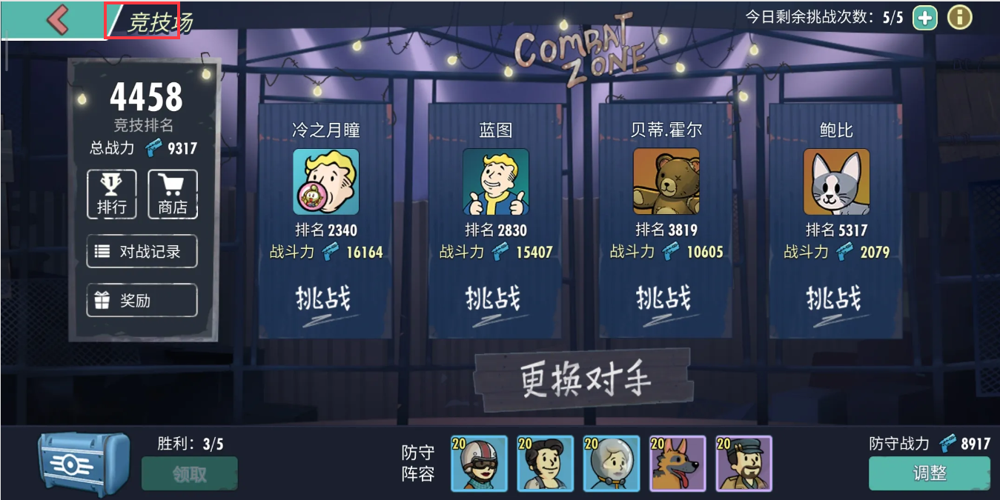 竞技场
今日剩余挑战次数：5/5
COMBAT ZONE
4458
竞技排名
总战力 9317
1
排行
商店
对战记录
奖励
冷之月瞳
排名 2340
战斗力 16164
挑战
蓝图
排名 2830
战斗力 15407
挑战
贝蒂.霍尔
排名 3819
战斗力 10605
挑战
鲍比
排名 5317
战斗力 2079
挑战
更换对手
胜利：3/5
领取
防守
阵容
20
20
20
20
20
防守战力 8917
调整